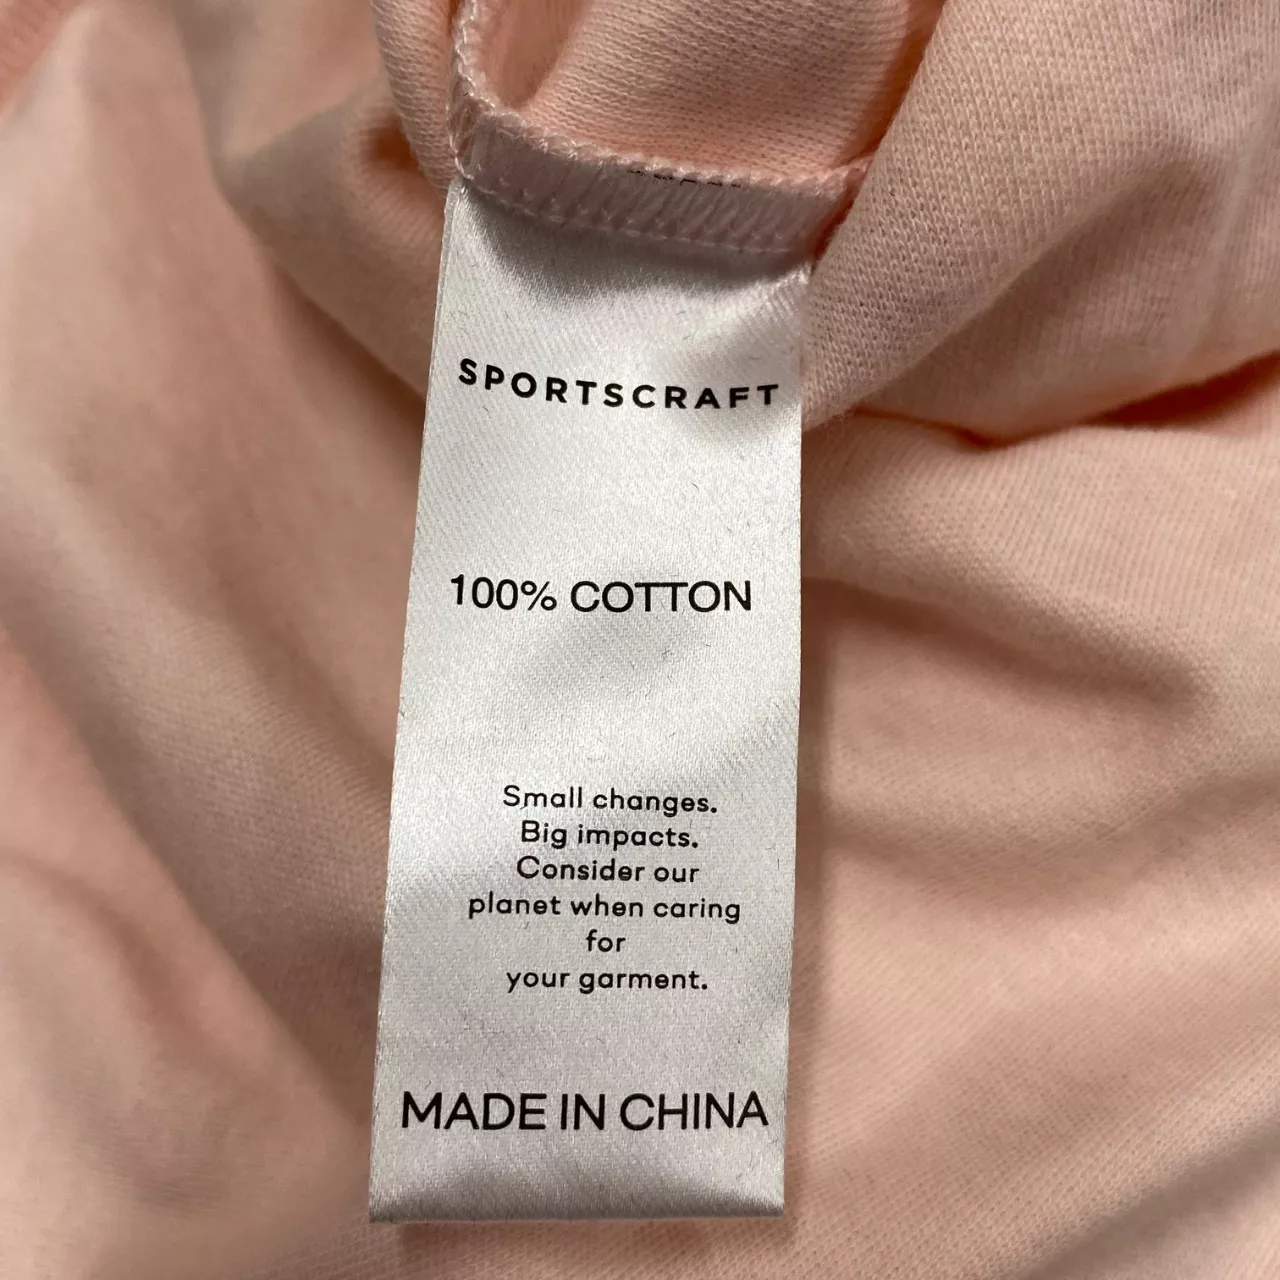 SPORTSCRAFT
100% COTTON
Small changes.
Big impacts.
Consider our
planet when caring
for
your garment.
MADE IN CHINA